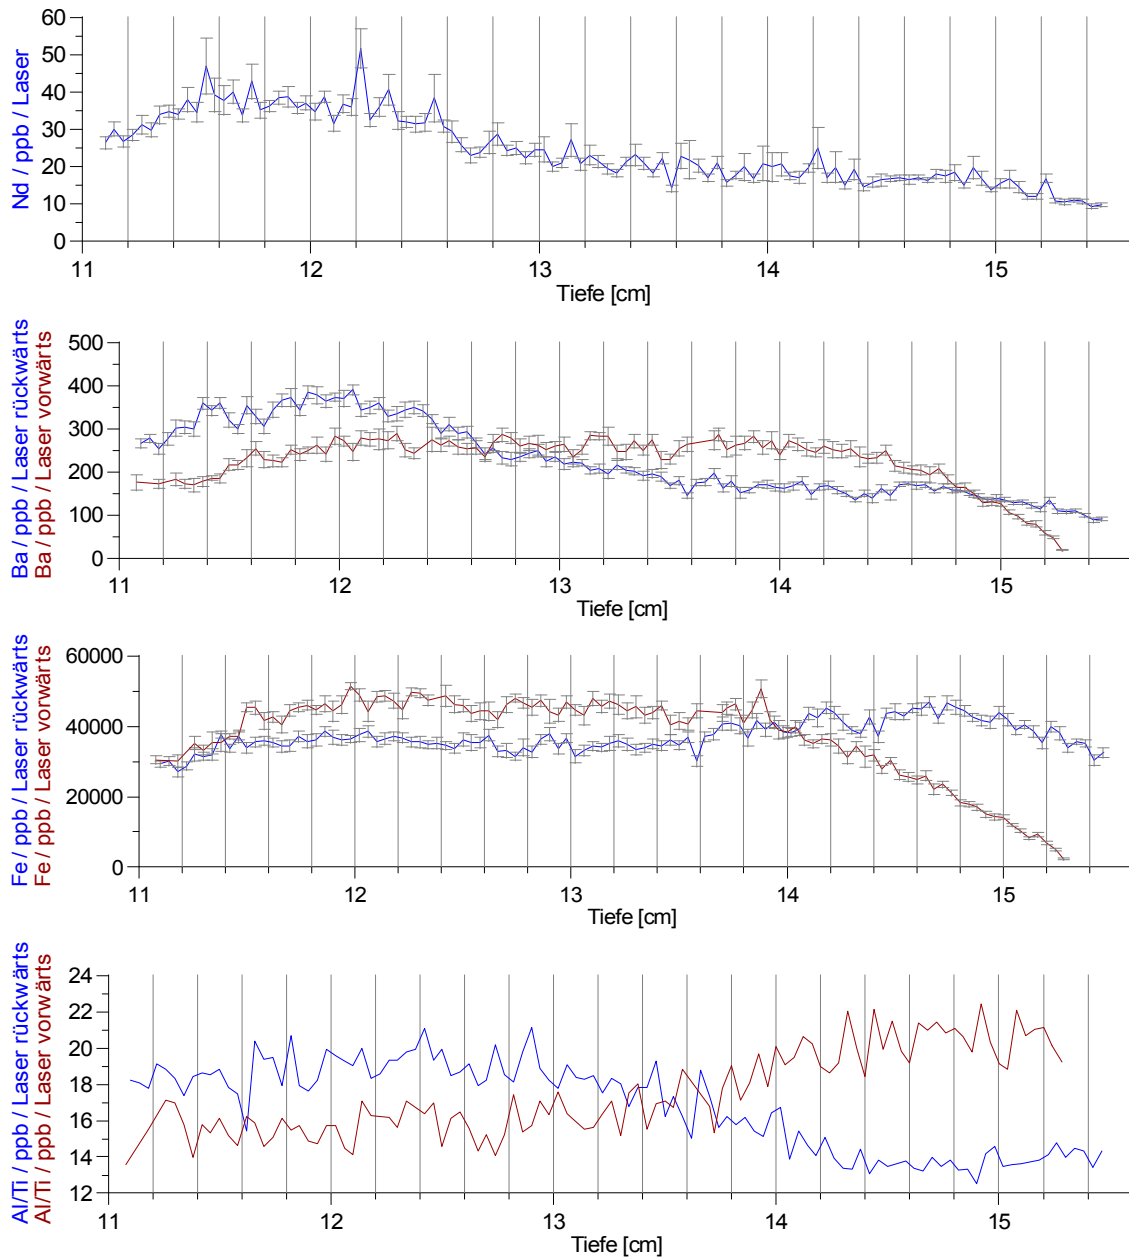 Nd / ppb / Laser
60
50
40
30
20
10
0
11 12 13 14 15
Tiefe [cm]
Ba / ppb / Laser rückwärts
Ba / ppb / Laser vorwärts
500
400
300
200
100
0
11 12 13 14 15
Tiefe [cm]
Fe / ppb / Laser rückwärts
Fe / ppb / Laser vorwärts
60000
40000
20000
0
11 12 13 14 15
Tiefe [cm]
Al/Ti / ppb / Laser rückwärts
Al/Ti / ppb / Laser vorwärts
24
22
20
18
16
14
12
11 12 13 14 15
Tiefe [cm]